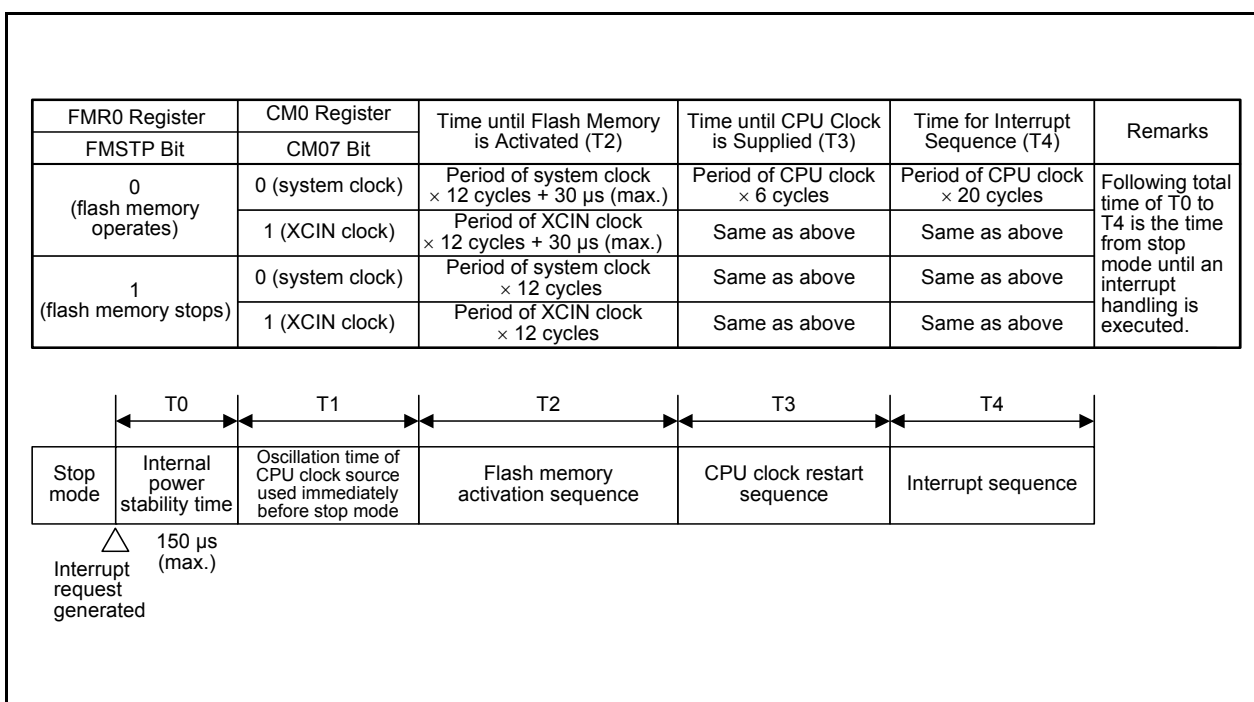 FMR0 Register
CM0 Register
Time until Flash Memory
is Activated (T2)
Time until CPU Clock
is Supplied (T3)
Time for Interrupt
Sequence (T4)
Remarks
FMSTP Bit
CM07 Bit
0
(flash memory
operates)
0 (system clock)
Period of system clock
× 12 cycles + 30 µs (max.)
Period of CPU clock
× 6 cycles
Period of CPU clock
× 20 cycles
Following total
time of T0 to
T4 is the time
from stop
mode until an
interrupt
handling is
executed.
1 (XCIN clock)
Period of XCIN clock
× 12 cycles + 30 µs (max.)
Same as above
Same as above
1
(flash memory stops)
0 (system clock)
Period of system clock
× 12 cycles
Same as above
Same as above
1 (XCIN clock)
Period of XCIN clock
× 12 cycles
Same as above
Same as above
T0
T1
T2
T3
T4
Stop
mode
Internal
power
stability time
Oscillation time of
CPU clock source
used immediately
before stop mode
Flash memory
activation sequence
CPU clock restart
sequence
Interrupt sequence
150 µs
(max.)
Interrupt
request
generated